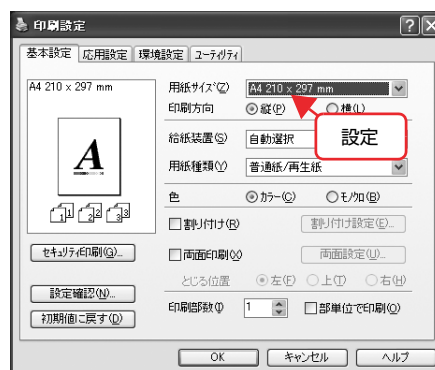 印刷設定
基本設定 応用設定 環境設定 ユーティリティ
A4 210 x 297 mm
用紙サイズ(Z) A4 210 x 297 mm
印刷方向 縦(P) 横(L)
設定
給紙装置(S) 自動選択
用紙種類(Y) 普通紙/再生紙
A
色 カラー(C) モノクロ(B)
1 1 2 2 3 3
割り付け(R) 割り付け設定(E)...
セキュリティ印刷(G)...
両面印刷(X) 両面設定(U)...
とじる位置 左(F) 上(T) 右(H)
設定確認(N)...
印刷部数(I) 1 部単位で印刷(O)
初期値に戻す(D)
OK キャンセル ヘルプ